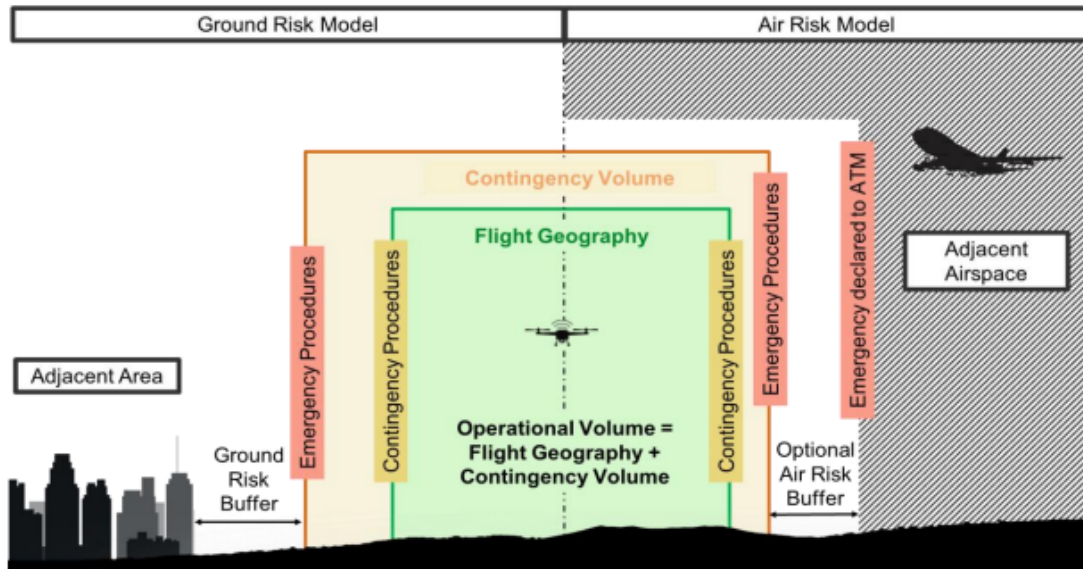 Ground Risk Model
Air Risk Model
Contingency Volume
Flight Geography
Emergency Procedures
Contingency Procedures
Contingency Procedures
Emergency Procedures
Emergency declared to ATM
Adjacent
Airspace
Adjacent Area
Ground
Risk
Buffer
Operational Volume =
Flight Geography +
Contingency Volume
Optional
Air Risk
Buffer